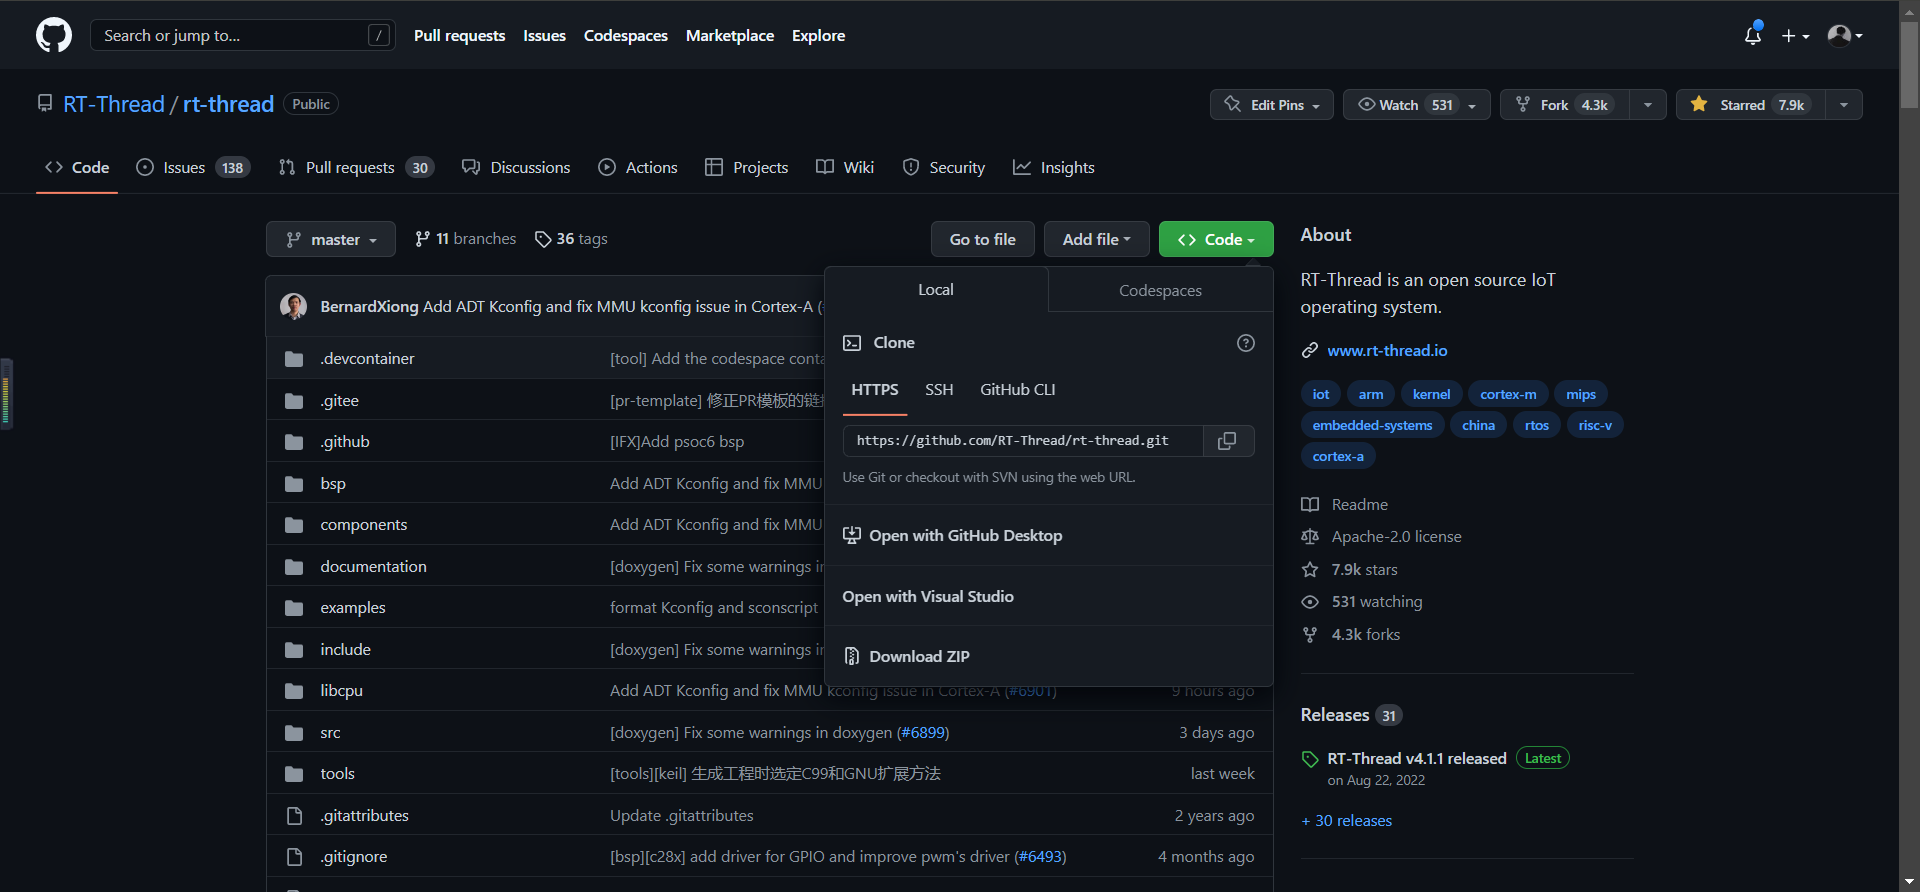 Search or jump to... /
Pull requests Issues Codespaces Marketplace Explore
RT-Thread / rt-thread Public
Edit Pins Watch 531 Fork 4.3k Starred 7.9k
Code Issues 138 Pull requests 30 Discussions Actions Projects Wiki Security Insights
master 11 branches 36 tags Go to file Add file Code
BernardXiong Add ADT Kconfig and fix MMU kconfig issue in Cortex-A (
.devcontainer [tool] Add the codespace conta
.gitee [pr-template] 修正PR模板的链
.github [IFX]Add psoc6 bsp
bsp Add ADT Kconfig and fix MMU
components Add ADT Kconfig and fix MMU
documentation [doxygen] Fix some warnings in
examples format Kconfig and sconscript
include [doxygen] Fix some warnings in
libcpu Add ADT Kconfig and fix MMU kconfig issue in Cortex-A (#6901) 9 hours ago
src [doxygen] Fix some warnings in doxygen (#6899) 3 days ago
tools [tools][keil] 生成工程时选定C99和GNU扩展方法 last week
.gitattributes Update .gitattributes 2 years ago
.gitignore [bsp][c28x] add driver for GPIO and improve pwm's driver (#6493) 4 months ago
Local Codespaces
Clone
HTTPS SSH GitHub CLI
https://github.com/RT-Thread/rt-thread.git
Use Git or checkout with SVN using the web URL.
Open with GitHub Desktop
Open with Visual Studio
Download ZIP
About
RT-Thread is an open source IoT
operating system.
www.rt-thread.io
iot arm kernel cortex-m mips
embedded-systems china rtos risc-v
cortex-a
Readme
Apache-2.0 license
7.9k stars
531 watching
4.3k forks
Releases 31
RT-Thread v4.1.1 released Latest
on Aug 22, 2022
+ 30 releases